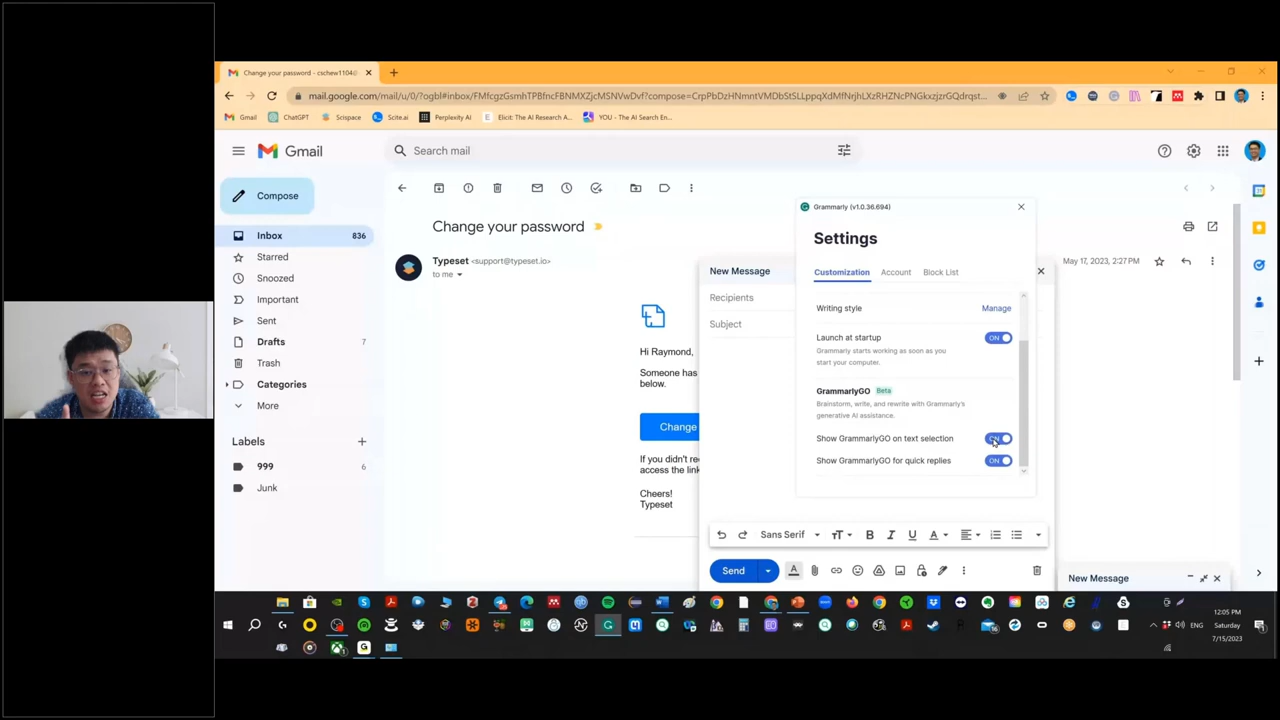 Change your password - cschew1104@
mail.google.com/mail/u/0/?ogbl#inbox/FMfcgzGsmhTPBfncFBNMXZjcMSNVwDvf?compose=CrpPbDzHNmntVMDbStSLLppqXdMfNrjhLXzRHZNcPNGkxzjzrGQdrqst...
Gmail
ChatGPT
Scispace
Scite.ai
Perplexity AI
Elicit: The AI Research A...
YOU - The AI Search En...
Gmail
Search mail
Compose
Inbox 836
Starred
Snoozed
Important
Sent
Drafts 7
Trash
Categories
More
Labels
999 6
Junk
Change your password
Typeset <support@typeset.io>
to me
May 17, 2023, 2:27 PM
Hi Raymond,
Someone has
below.
Change
If you didn't re
access the link
Cheers!
Typeset
New Message
Recipients
Subject
Grammarly (v1.0.36.694)
Settings
Customization Account Block List
Writing style Manage
Launch at startup ON
Grammarly starts working as soon as you
start your computer.
GrammarlyGO Beta
Brainstorm, write, and rewrite with Grammarly's
generative AI assistance.
Show GrammarlyGO on text selection
Show GrammarlyGO for quick replies ON
Sans Serif
Send
New Message
ENG
12:05 PM
Saturday
7/15/2023